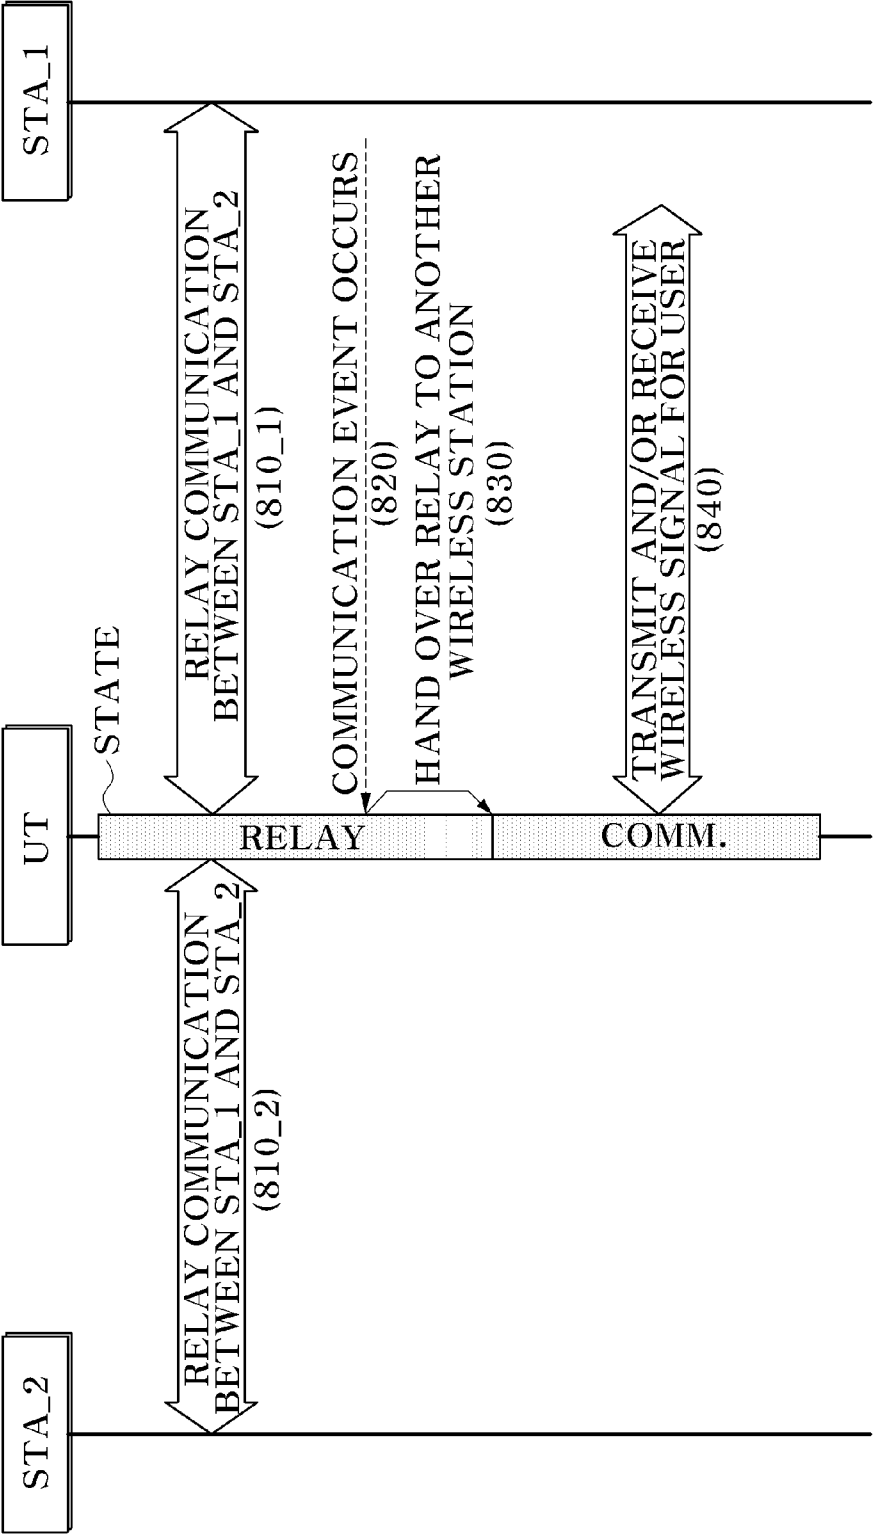 STA_2
UT
STA_1
STATE
RELAY COMMUNICATION
BETWEEN STA_1 AND STA_2
(810_2)
RELAY COMMUNICATION
BETWEEN STA_1 AND STA_2
(810_1)
RELAY
COMMUNICATION EVENT OCCURS
(820)
HAND OVER RELAY TO ANOTHER
WIRELESS STATION
(830)
COMM.
TRANSMIT AND/OR RECEIVE
WIRELESS SIGNAL FOR USER
(840)